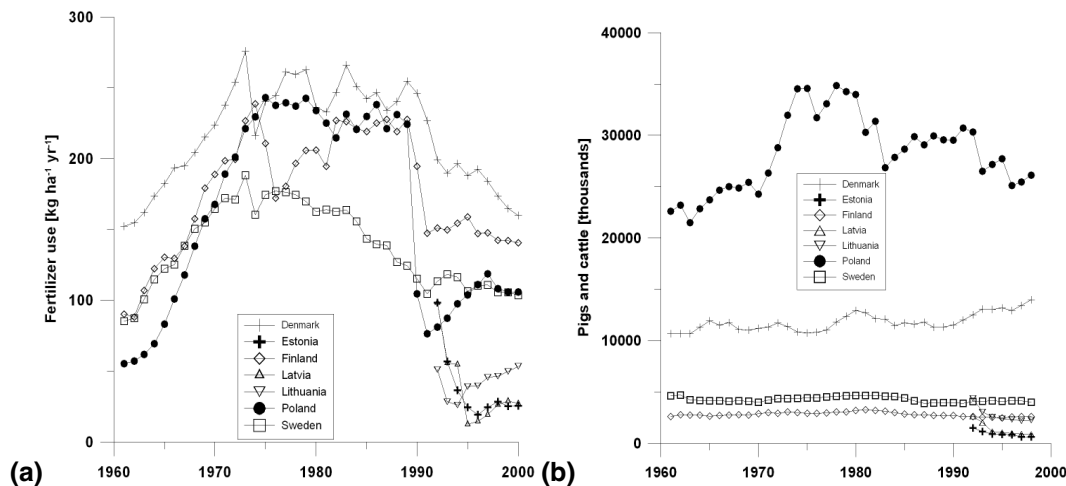 300
200
100
0
Fertilizer use [kg ha⁻¹ yr⁻¹]
Denmark
Estonia
Finland
Latvia
Lithuania
Poland
Sweden
1960 1970 1980 1990 2000
(a)
40000
30000
20000
10000
0
Pigs and cattle [thousands]
Denmark
Estonia
Finland
Latvia
Lithuania
Poland
Sweden
1960 1970 1980 1990 2000
(b)